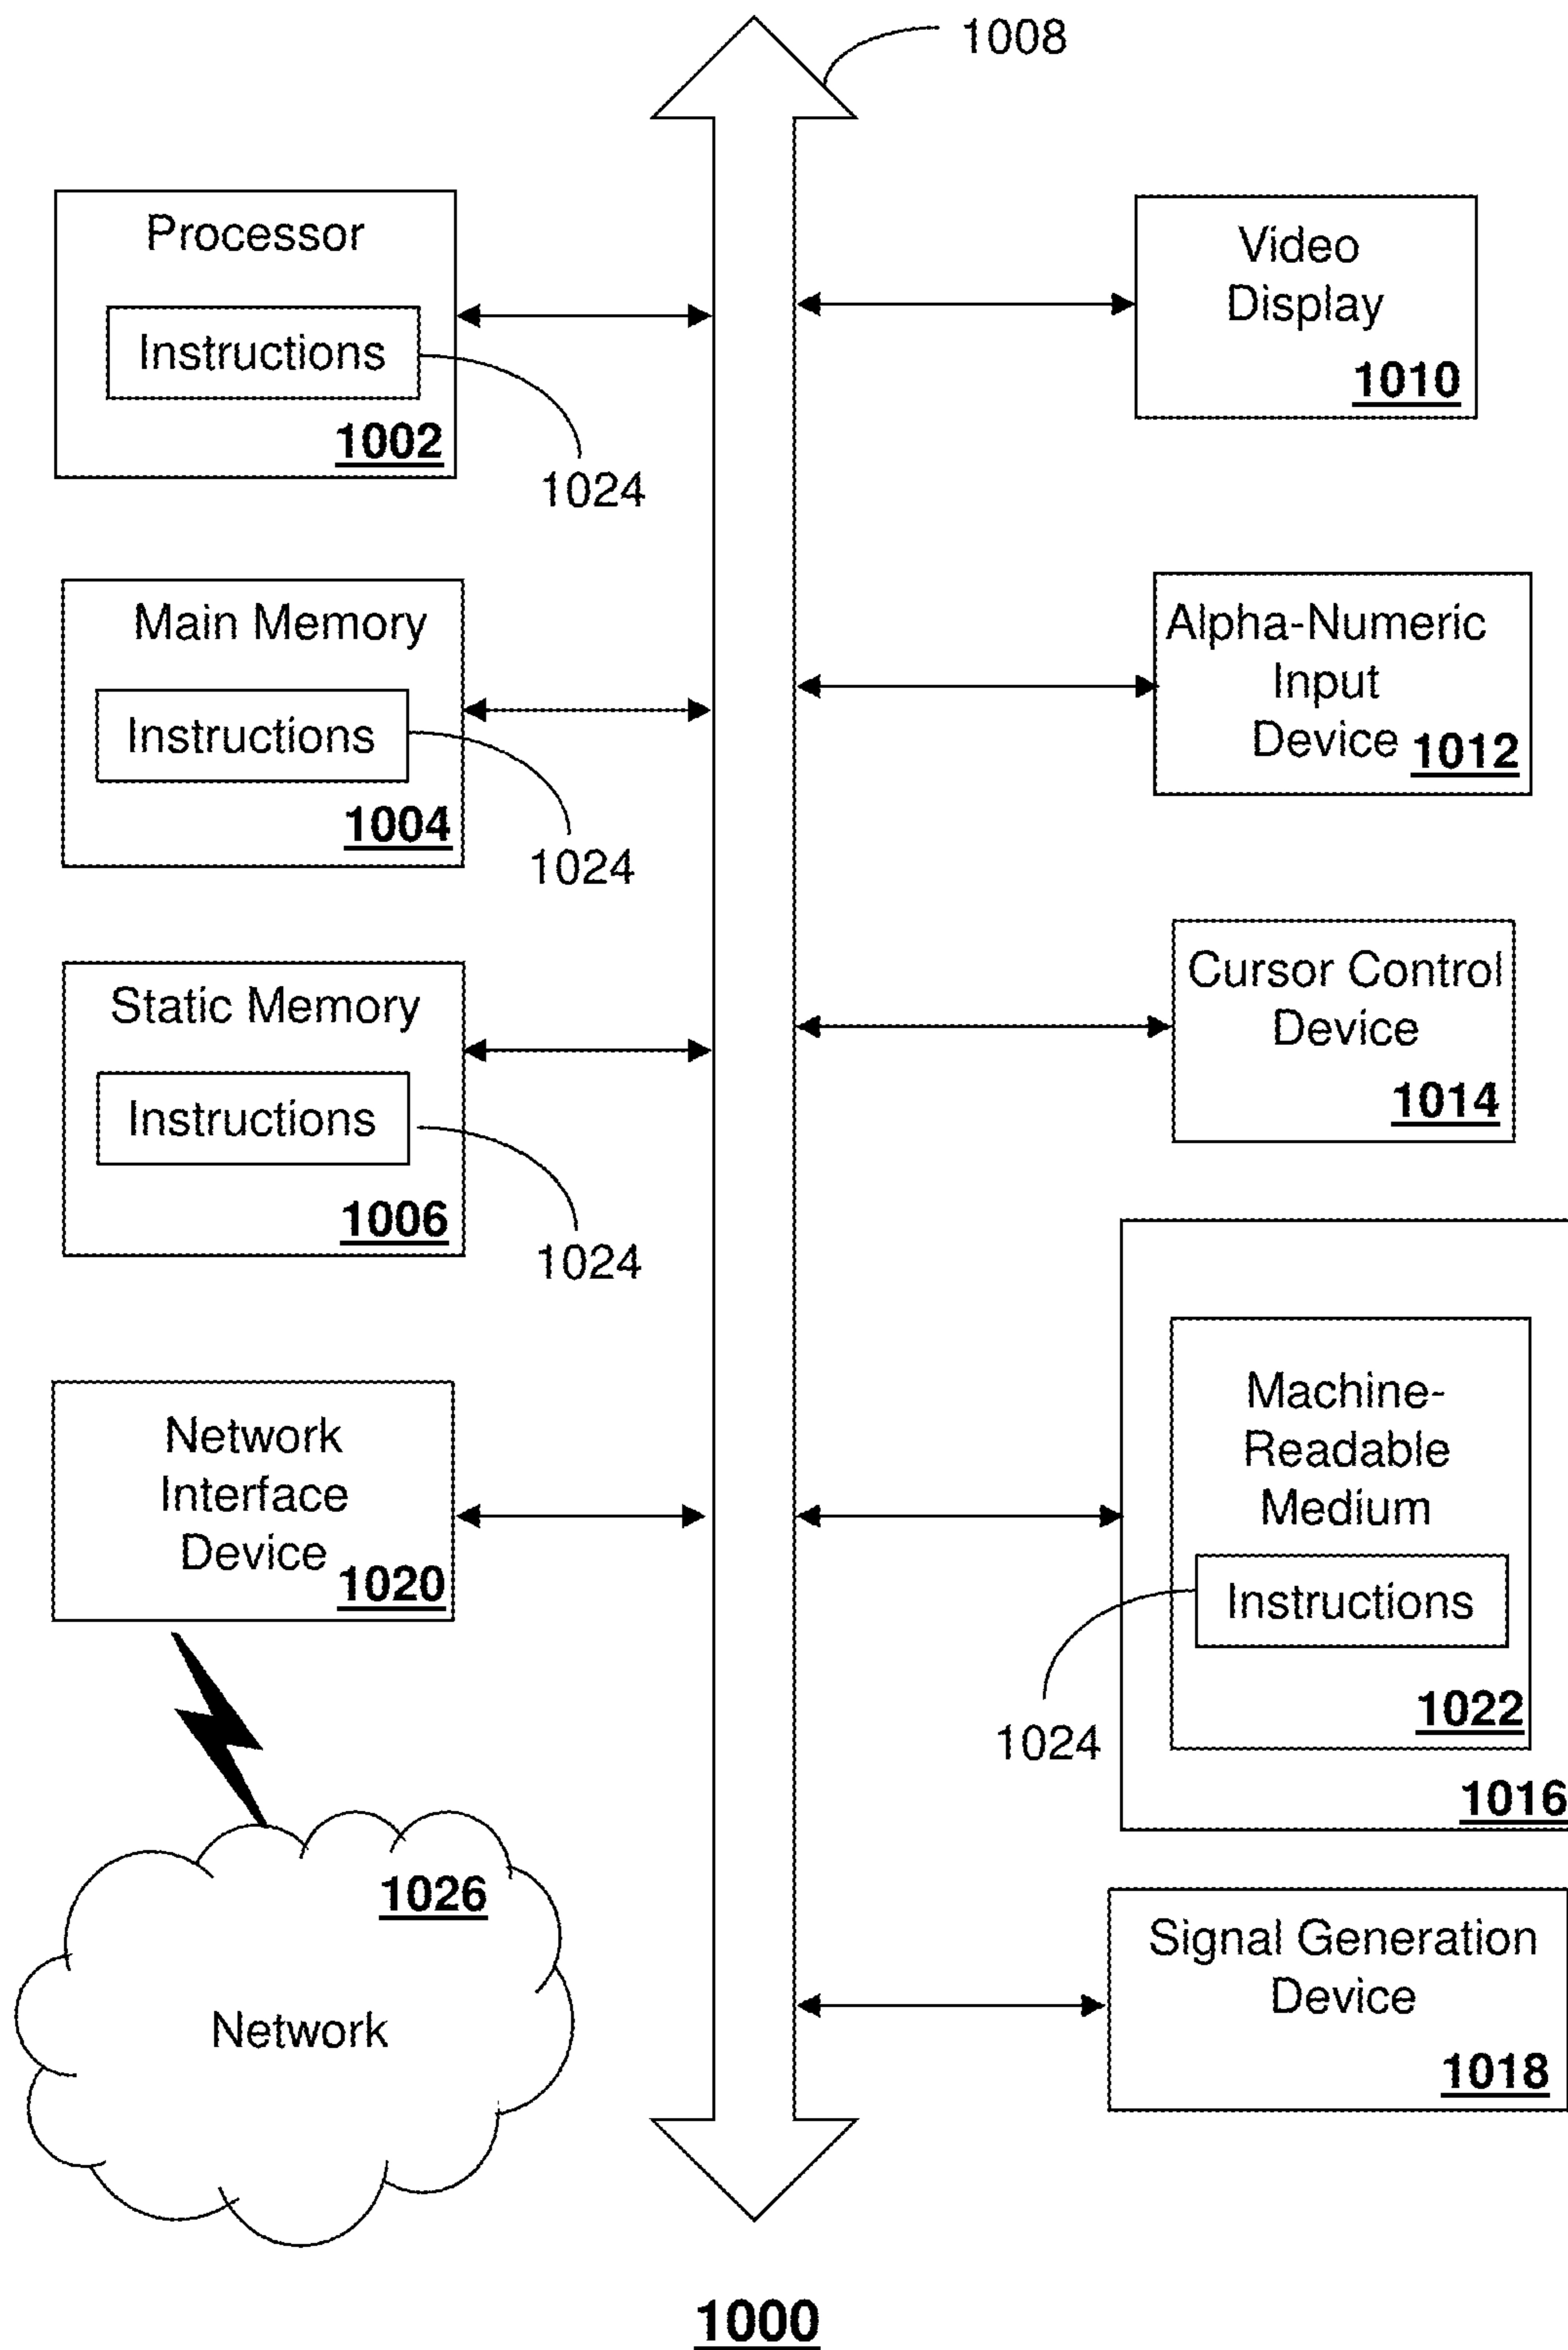 1008
Processor
Instructions
1002
1024
Main Memory
Instructions
1004
1024
Static Memory
Instructions
1006
1024
Network
Interface
Device
1020
1026
Network
Video
Display
1010
Alpha-Numeric
Input
Device 1012
Cursor Control
Device
1014
Machine-
Readable
Medium
Instructions
1022
1024
1016
Signal Generation
Device
1018
1000